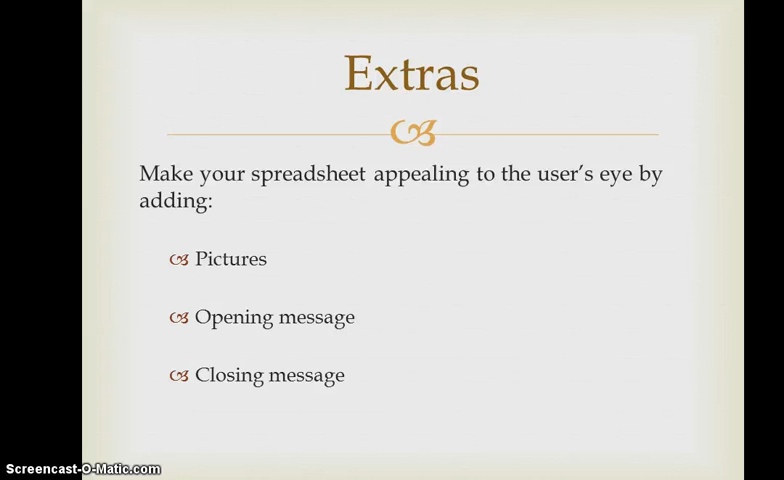 Extras
Make your spreadsheet appealing to the user's eye by
adding:
Pictures
Opening message
Closing message
Screencast-O-Matic.com